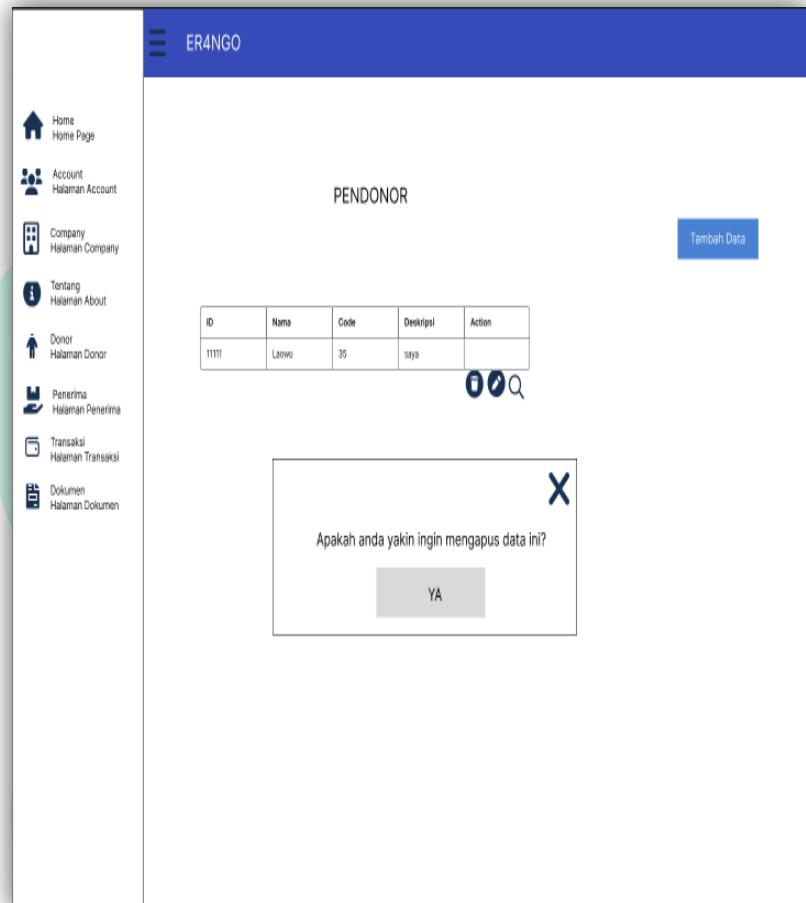 ER4NGO
Home
Home Page
Account
Halaman Account
Company
Halaman Company
Tentang
Halaman About
Donor
Halaman Donor
Penerima
Halaman Penerima
Transaksi
Halaman Transaksi
Dokumen
Halaman Dokumen
PENDONOR
Tambah Data
ID Nama Code Deskripsi Action
11111 Laowo 35 saya
Apakah anda yakin ingin mengapus data ini?
YA